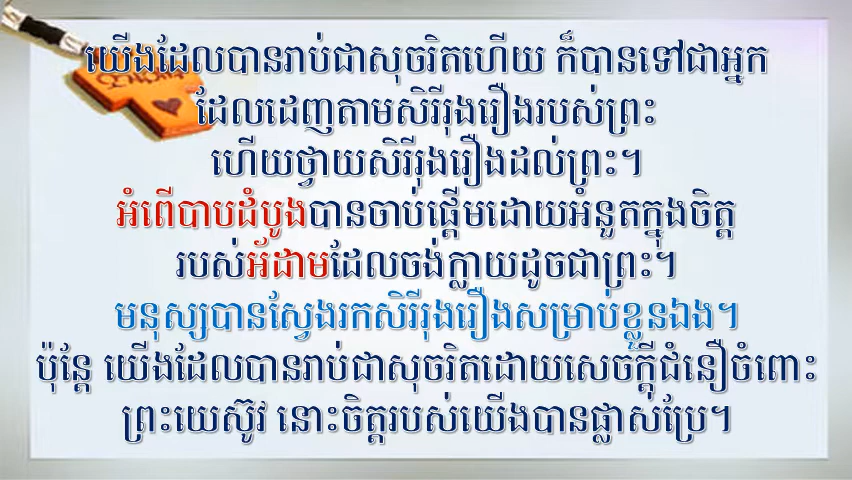 យើងដែលបានរាប់ជាសុចរិតហើយ ក៏បានទៅជាអ្នក
ដែលដេញតាមសិរីរុងរឿងរបស់ព្រះ
ហើយថ្វាយសិរីរុងរឿងដល់ព្រះ។
អំពើបាបដំបូងបានចាប់ផ្តើមដោយអំនួតក្នុងចិត្ត
របស់អ័ដាមដែលចង់ក្លាយដូចជាព្រះ។
មនុស្សបានស្វែងរកសិរីរុងរឿងសម្រាប់ខ្លួនឯង។
ប៉ុន្តែ យើងដែលបានរាប់ជាសុចរិតដោយសេចក្តីជំនឿចំពោះ
ព្រះយេស៊ូវ នោះចិត្តរបស់យើងបានផ្លាស់ប្រែ។